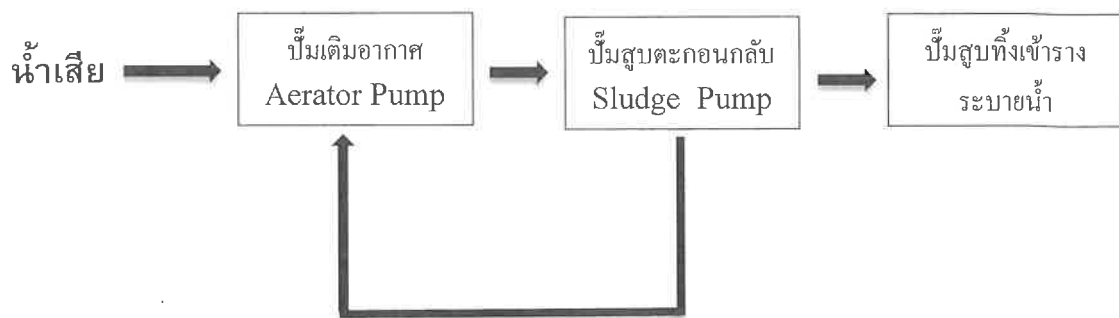 น้ำเสีย
ปั๊มเติมอากาศ
Aerator Pump
ปั๊มสูบตะกอนกลับ
Sludge Pump
ปั๊มสูบทิ้งเข้าราง
ระบายน้ำ